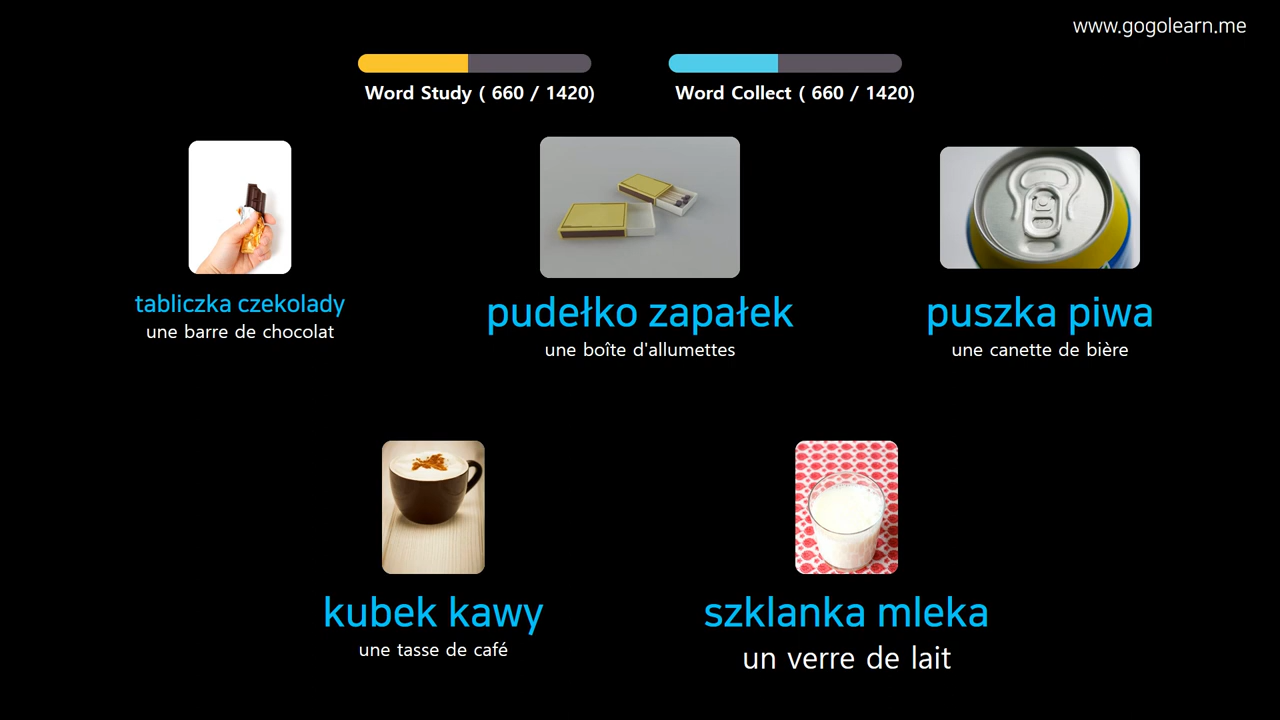 www.gogolearn.me
Word Study ( 660 / 1420)
Word Collect ( 660 / 1420)
tabliczka czekolady
une barre de chocolat
pudełko zapałek
une boîte d'allumettes
puszka piwa
une canette de bière
kubek kawy
une tasse de café
szklanka mleka
un verre de lait